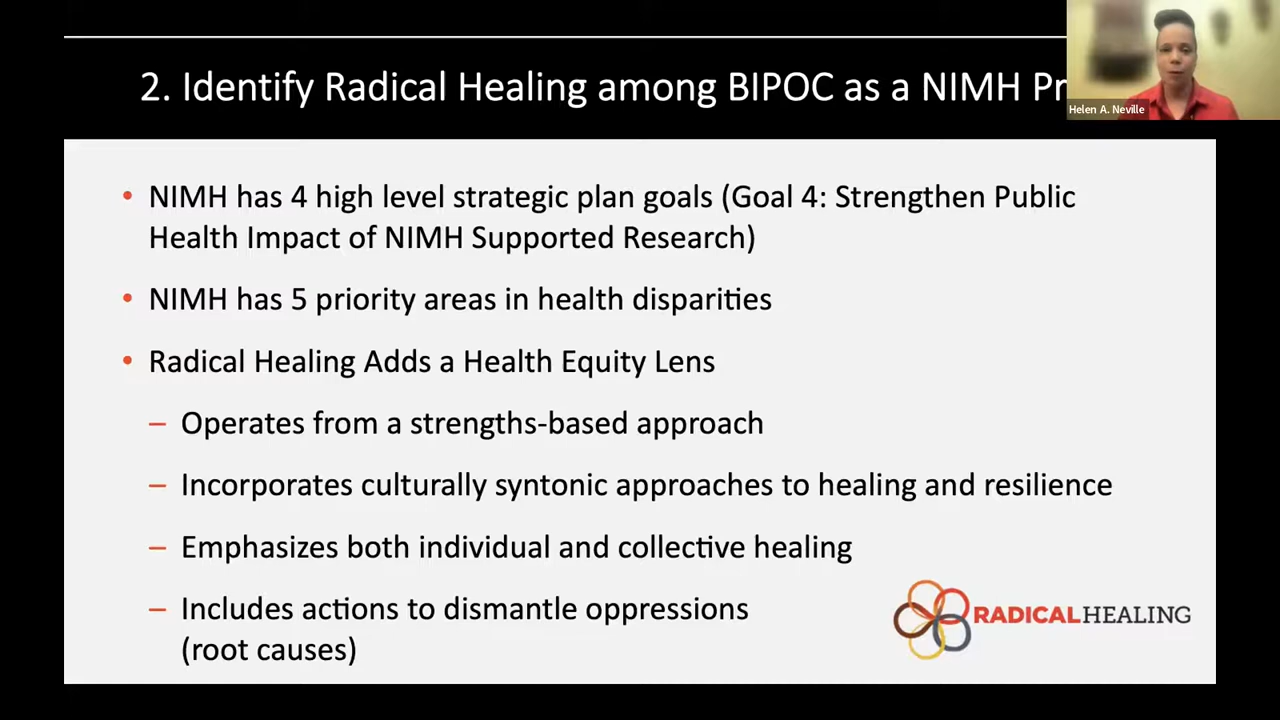 2. Identify Radical Healing among BIPOC as a NIMH
Helen A. Neville
• NIMH has 4 high level strategic plan goals (Goal 4: Strengthen Public
Health Impact of NIMH Supported Research)
• NIMH has 5 priority areas in health disparities
• Radical Healing Adds a Health Equity Lens
– Operates from a strengths-based approach
– Incorporates culturally syntonic approaches to healing and resilience
– Emphasizes both individual and collective healing
– Includes actions to dismantle oppressions
(root causes)
RADICALHEALING